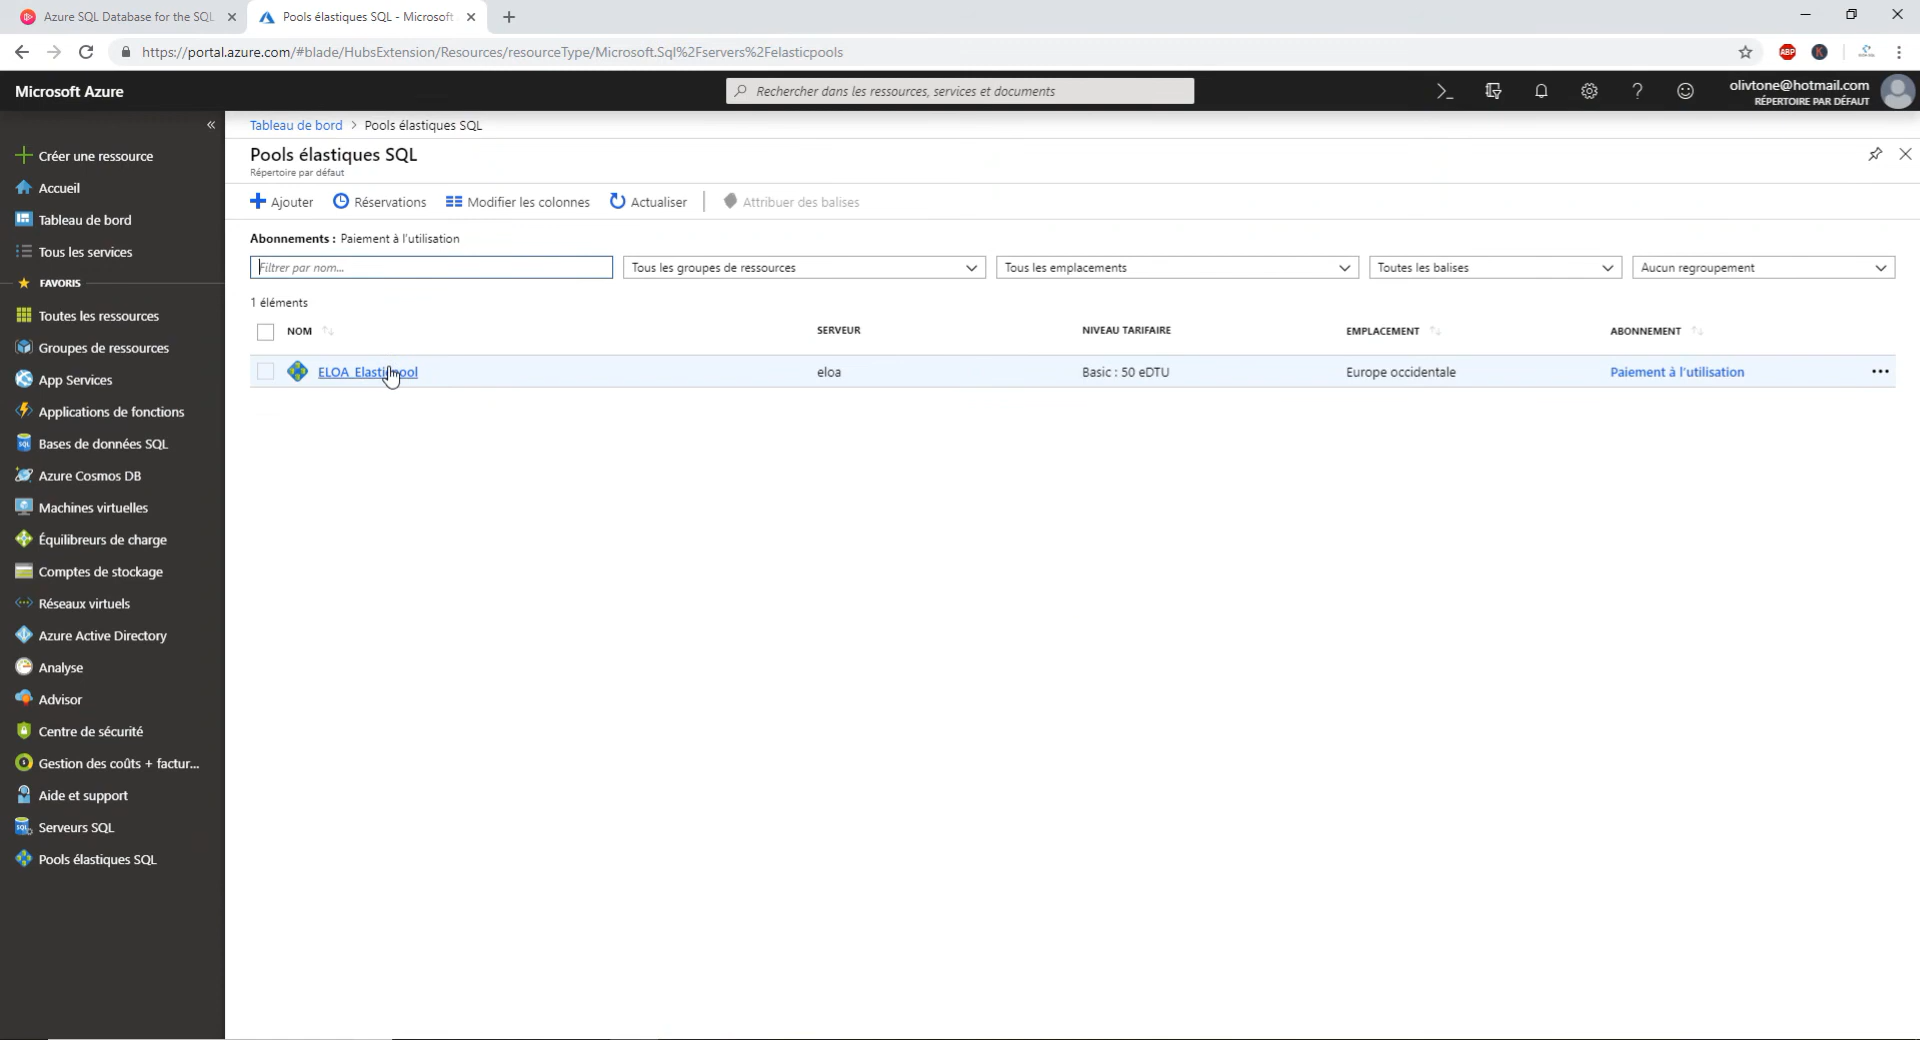 Azure SQL Database for the SQL
Pools élastiques SQL - Microsoft
https://portal.azure.com/#blade/HubsExtension/Resources/resourceType/Microsoft.Sql%2Fservers%2Felasticpools
ABP
K
Microsoft Azure
Rechercher dans les ressources, services et documents
olivtone@hotmail.com
RÉPERTOIRE PAR DÉFAUT
Créer une ressource
Accueil
Tableau de bord
Tous les services
FAVORIS
Toutes les ressources
Groupes de ressources
App Services
Applications de fonctions
Bases de données SQL
Azure Cosmos DB
Machines virtuelles
Équilibreurs de charge
Comptes de stockage
Réseaux virtuels
Azure Active Directory
Analyse
Advisor
Centre de sécurité
Gestion des coûts + factur...
Aide et support
Serveurs SQL
Pools élastiques SQL
Tableau de bord > Pools élastiques SQL
Pools élastiques SQL
Répertoire par défaut
Ajouter Réservations Modifier les colonnes Actualiser Attribuer des balises
Abonnements : Paiement à l'utilisation
Filtrer par nom... Tous les groupes de ressources Tous les emplacements Toutes les balises Aucun regroupement
1 éléments
NOM SERVEUR NIVEAU TARIFAIRE EMPLACEMENT ABONNEMENT
ELOA_Elasticpool eloa Basic : 50 eDTU Europe occidentale Paiement à l'utilisation